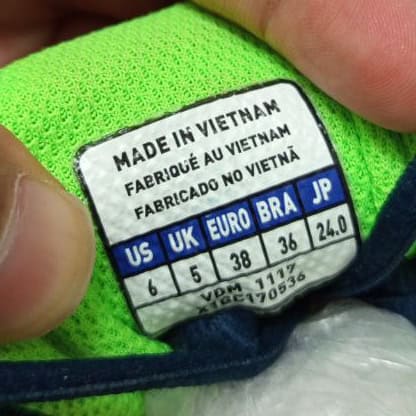 MADE IN VIETNAM
FABRIQUÉ AU VIETNAM
FABRICADO NO VIETNÃ
US UK EURO BRA JP
6 5 38 36 24.0
VDM 1117
X1GC170536